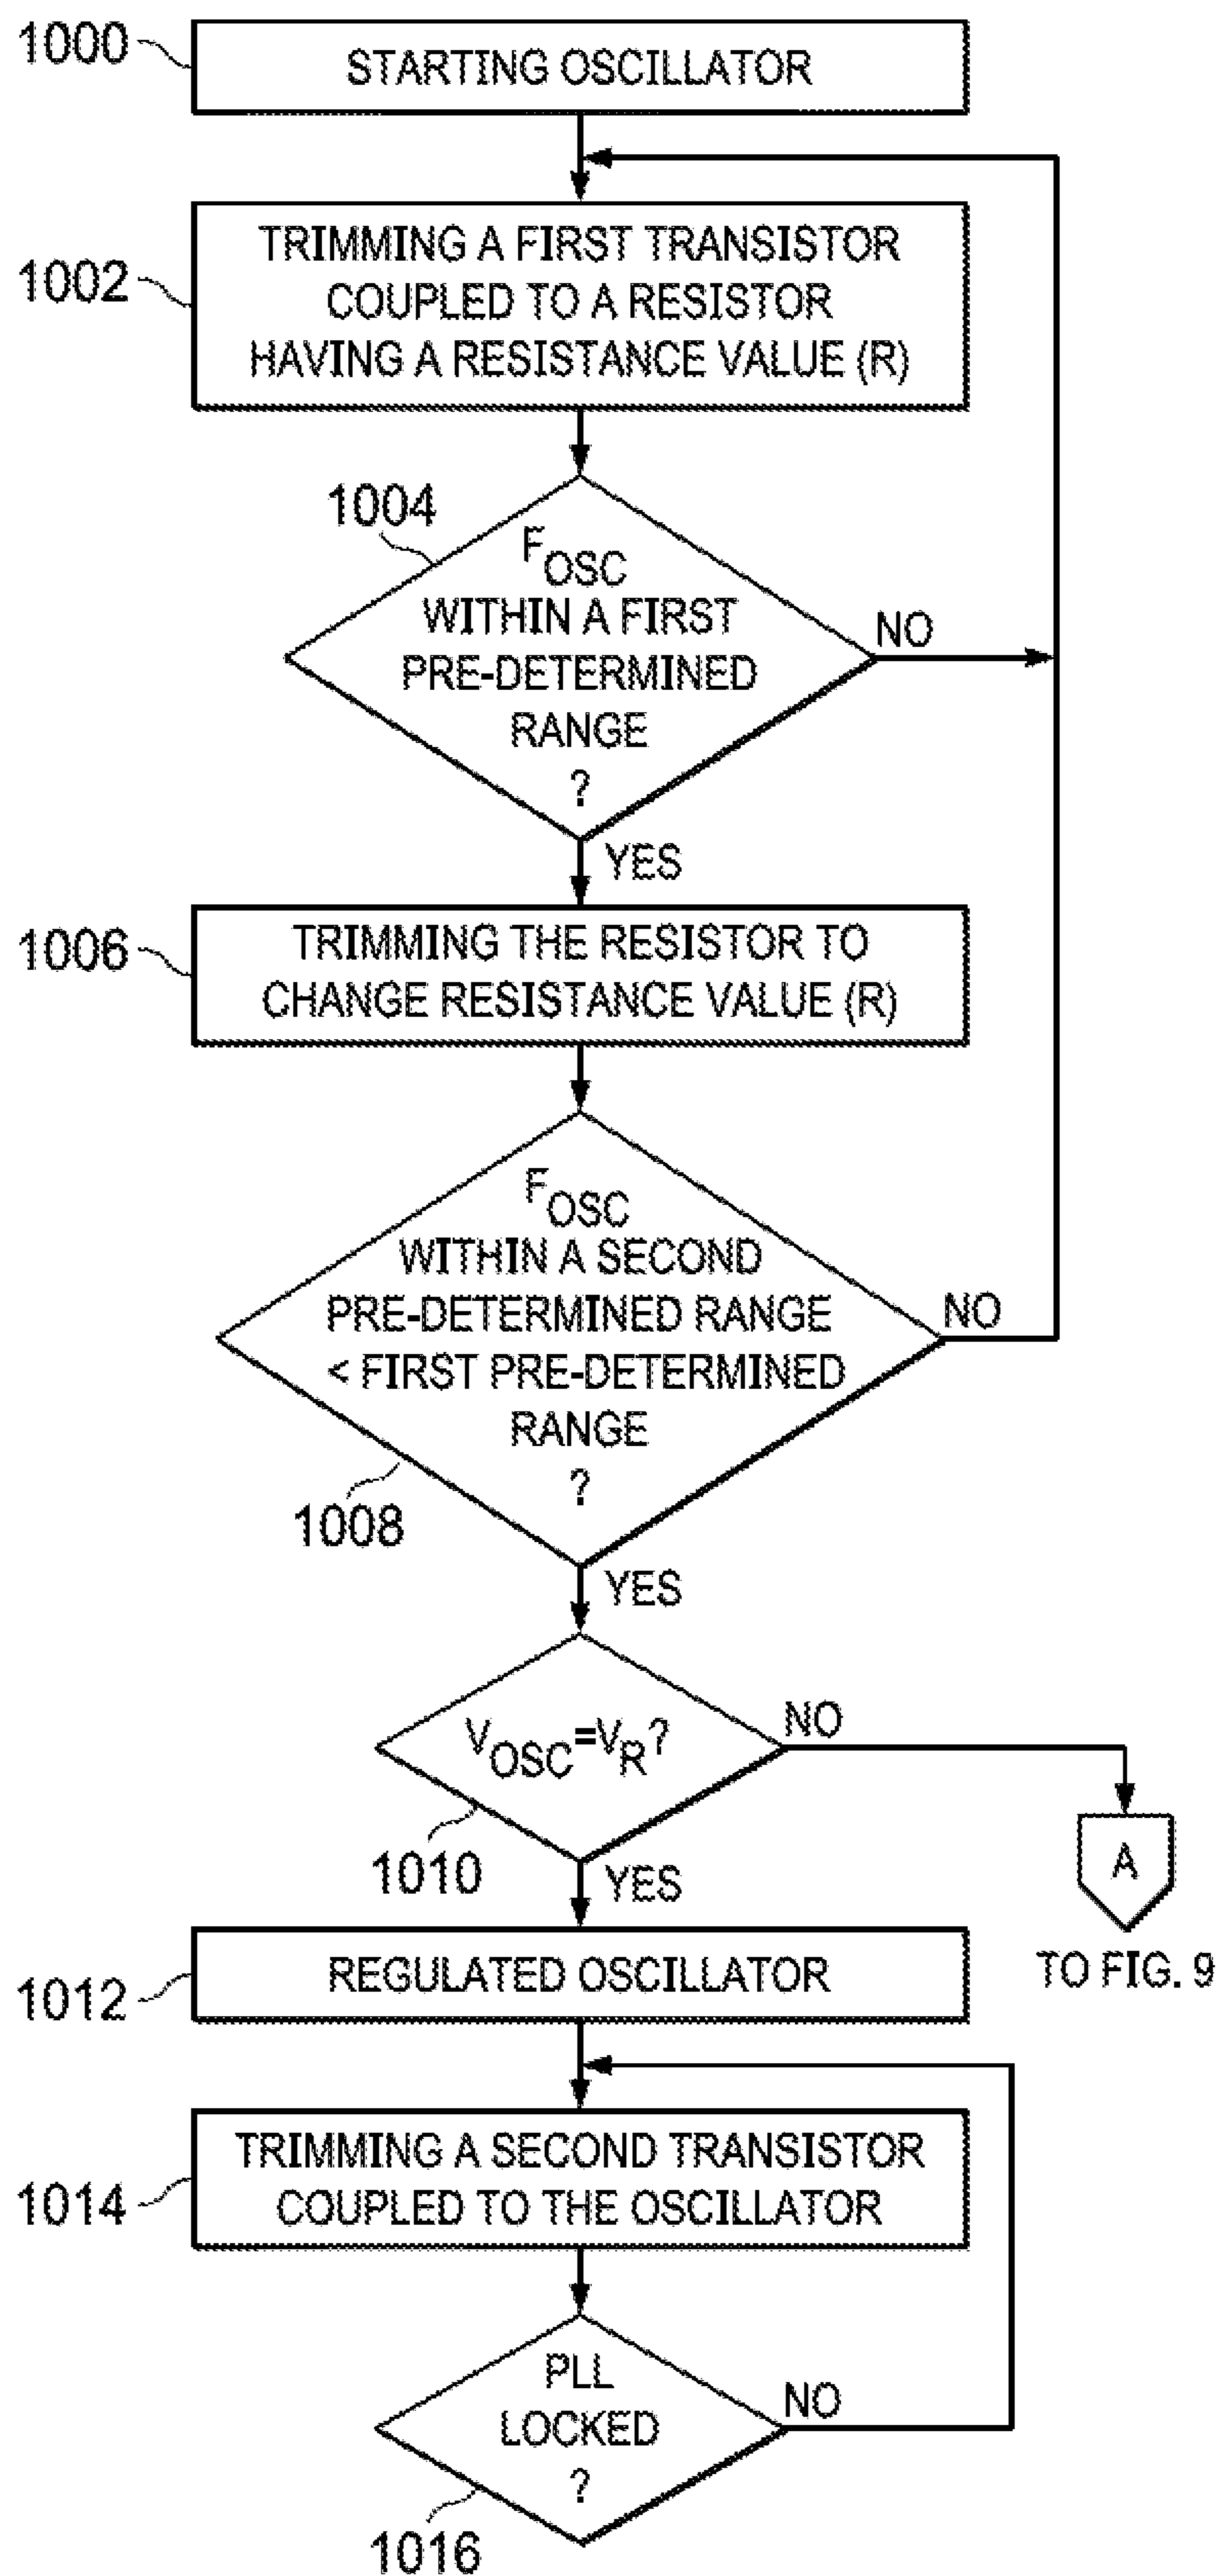 1000
STARTING OSCILLATOR
1002
TRIMMING A FIRST TRANSISTOR
COUPLED TO A RESISTOR
HAVING A RESISTANCE VALUE (R)
1004
FOSC
WITHIN A FIRST
PRE-DETERMINED
RANGE
?
NO
YES
1006
TRIMMING THE RESISTOR TO
CHANGE RESISTANCE VALUE (R)
FOSC
WITHIN A SECOND
PRE-DETERMINED RANGE
< FIRST PRE-DETERMINED
RANGE
?
NO
1008
YES
VOSC=VR?
NO
1010
YES
A
TO FIG. 9
1012
REGULATED OSCILLATOR
1014
TRIMMING A SECOND TRANSISTOR
COUPLED TO THE OSCILLATOR
PLL
LOCKED
?
NO
1016